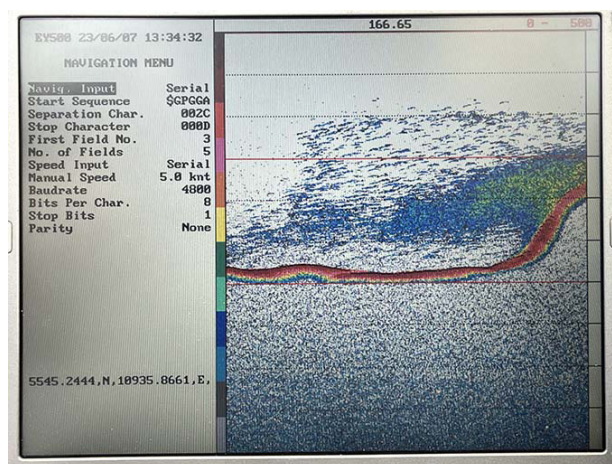 166.65 0 - 500
EY500 23/06/07 13:34:32
NAVIGATION MENU
Navig. Input Serial
Start Sequence $GPGGA
Separation Char. 002C
Stop Character 000D
First Field No. 3
No. of Fields 5
Speed Input Serial
Manual Speed 5.0 knt
Baudrate 4800
Bits Per Char. 8
Stop Bits 1
Parity None
5545.2444,N,10935.8661,E,